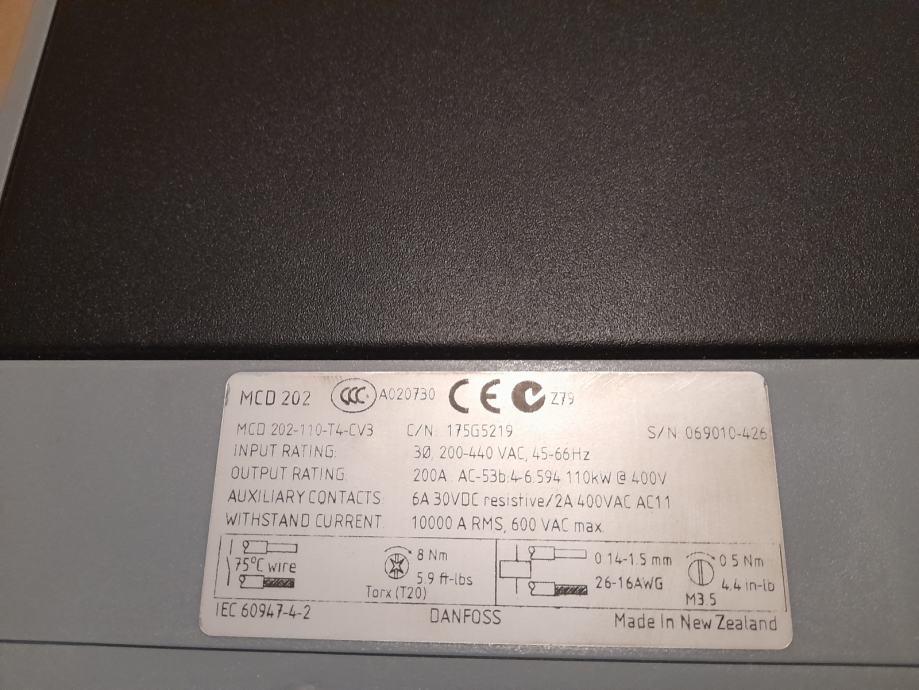 MCD 202 CCC A020730 CE Z79
MCD 202-110-T4-CV3 C/N: 175G5219 S/N: 069010-426
INPUT RATING: 3Ø, 200-440 VAC, 45-66Hz
OUTPUT RATING: 200A: AC-53b:4-6:594 110kW @ 400V
AUXILIARY CONTACTS: 6A 30VDC resistive/2A 400VAC AC11
WITHSTAND CURRENT: 10000 A RMS, 600 VAC max.
75°C wire
8 Nm
5.9 ft-lbs
Torx (T20)
0.14-1.5 mm
26-16AWG
0.5 Nm
4.4 in-lb
M3.5
IEC 60947-4-2 DANFOSS Made in New Zealand